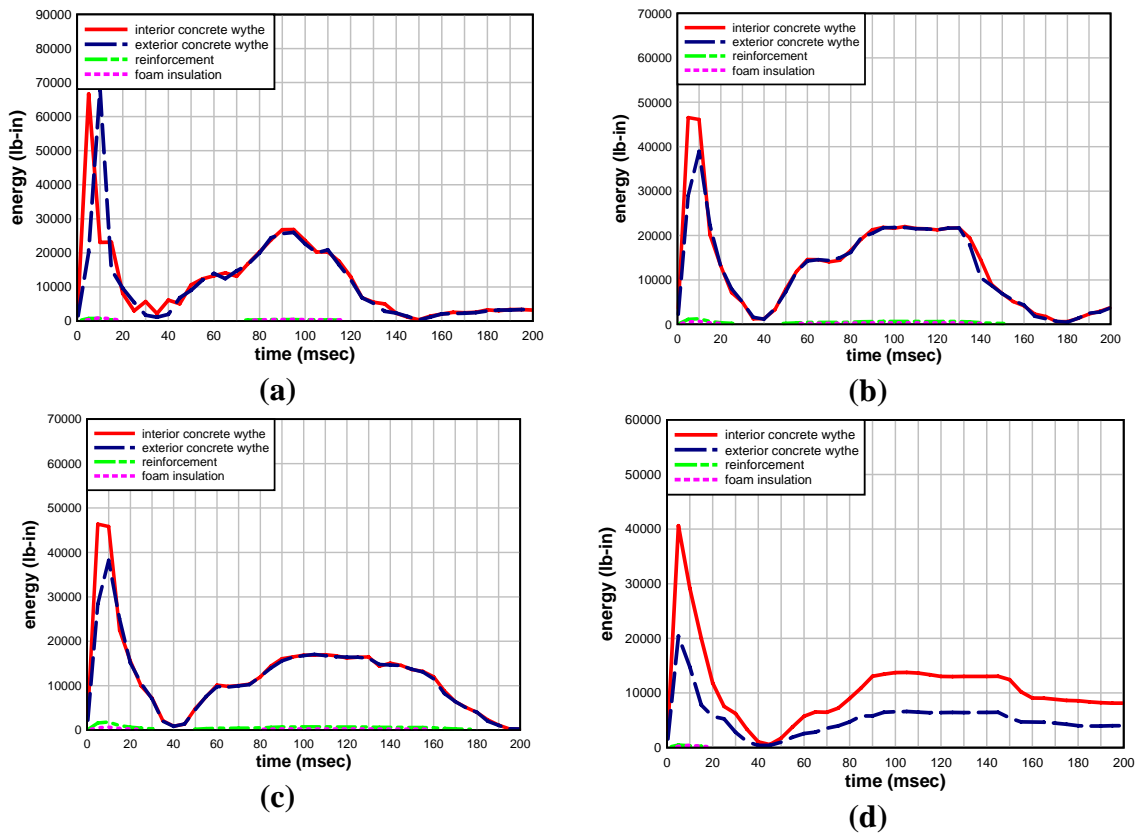 90000
80000
70000
60000
50000
40000
30000
20000
10000
0
energy (lb-in)
interior concrete wythe
exterior concrete wythe
reinforcement
foam insulation
0 20 40 60 80 100 120 140 160 180 200
time (msec)
(a)
70000
60000
50000
40000
30000
20000
10000
0
energy (lb-in)
interior concrete wythe
exterior concrete wythe
reinforcement
foam insulation
0 20 40 60 80 100 120 140 160 180 200
time (msec)
(b)
70000
60000
50000
40000
30000
20000
10000
0
energy (lb-in)
interior concrete wythe
exterior concrete wythe
reinforcement
foam insulation
0 20 40 60 80 100 120 140 160 180 200
time (msec)
(c)
60000
50000
40000
30000
20000
10000
0
energy (lb-in)
interior concrete wythe
exterior concrete wythe
reinforcement
foam insulation
0 20 40 60 80 100 120 140 160 180 200
time (msec)
(d)